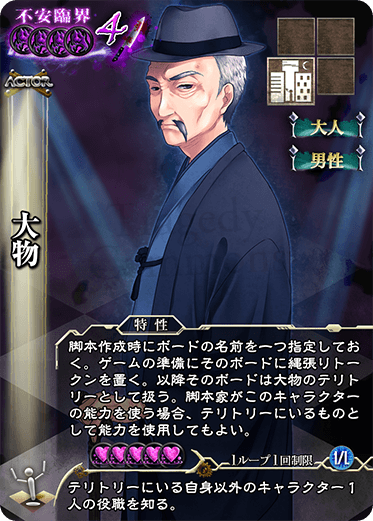 不安臨界
4
ACTOR
大人
男性
大物
特性
脚本作成時にボードの名前を一つ指定してお
く。ゲームの準備にそのボードに縄張りトー
クンを置く。以降そのボードは大物のテリト
リーとして扱う。脚本家がこのキャラクター
の能力を使う場合、テリトリーにいるものと
して能力を使用してもよい。
1ループ1回制限 1/L
テリトリーにいる自身以外のキャラクター1
人の役職を知る。